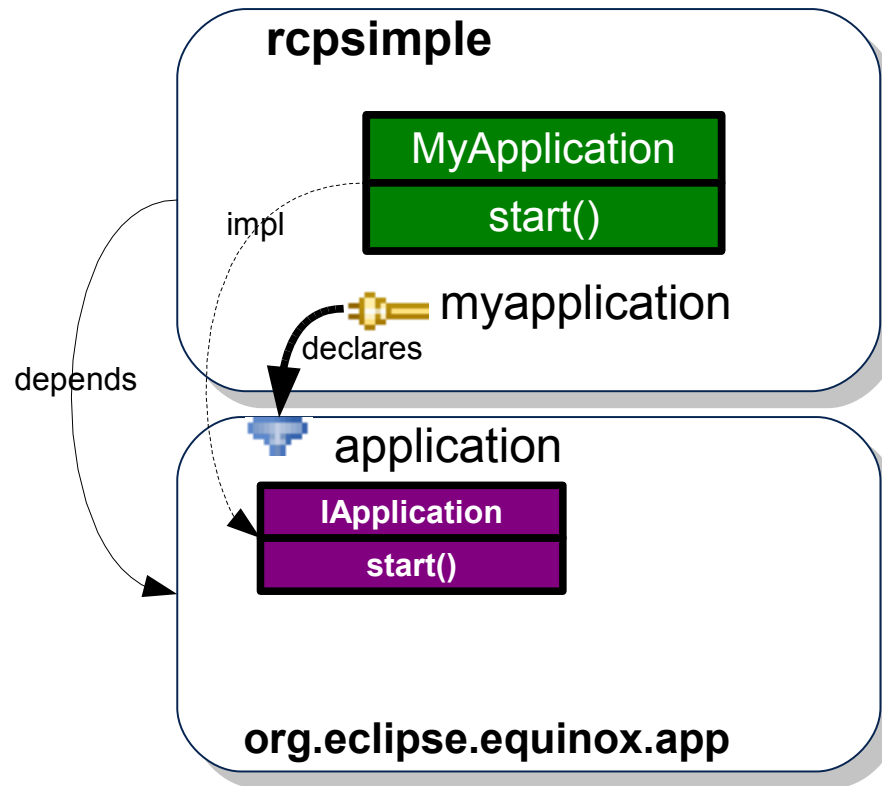 rcpsimple
MyApplication
start()
impl
myapplication
declares
depends
application
IApplication
start()
org.eclipse.equinox.app